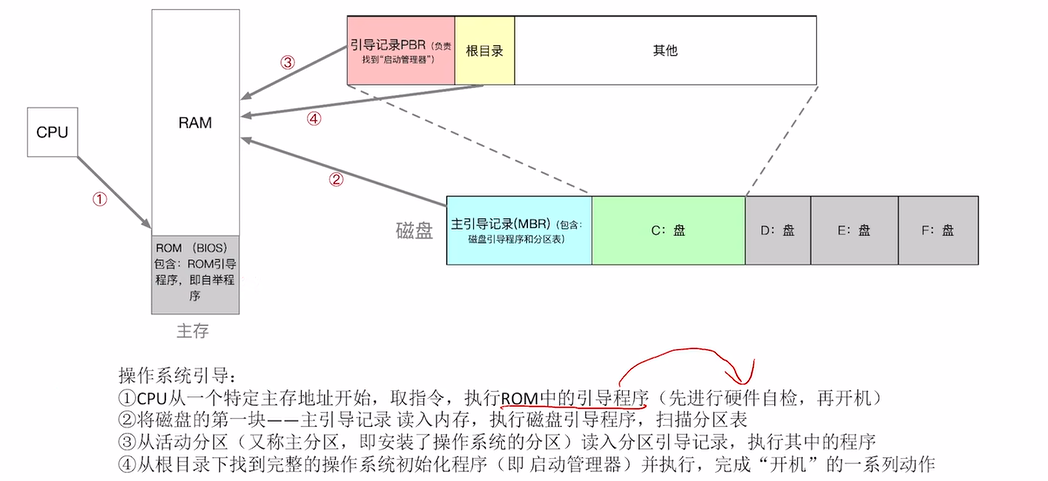 引导记录PBR（负责
找到“启动管理器”）
根目录
其他
③
④
RAM
CPU
②
①
主引导记录(MBR)（包含：
磁盘引导程序和分区表）
C：盘
D：盘
E：盘
F：盘
磁盘
ROM （BIOS）
包含：ROM引导
程序，即自举程
序
主存
操作系统引导：
①CPU从一个特定主存地址开始，取指令，执行ROM中的引导程序（先进行硬件自检，再开机）
②将磁盘的第一块——主引导记录 读入内存，执行磁盘引导程序，扫描分区表
③从活动分区（又称主分区，即安装了操作系统的分区）读入分区引导记录，执行其中的程序
④从根目录下找到完整的操作系统初始化程序（即 启动管理器）并执行，完成“开机”的一系列动作